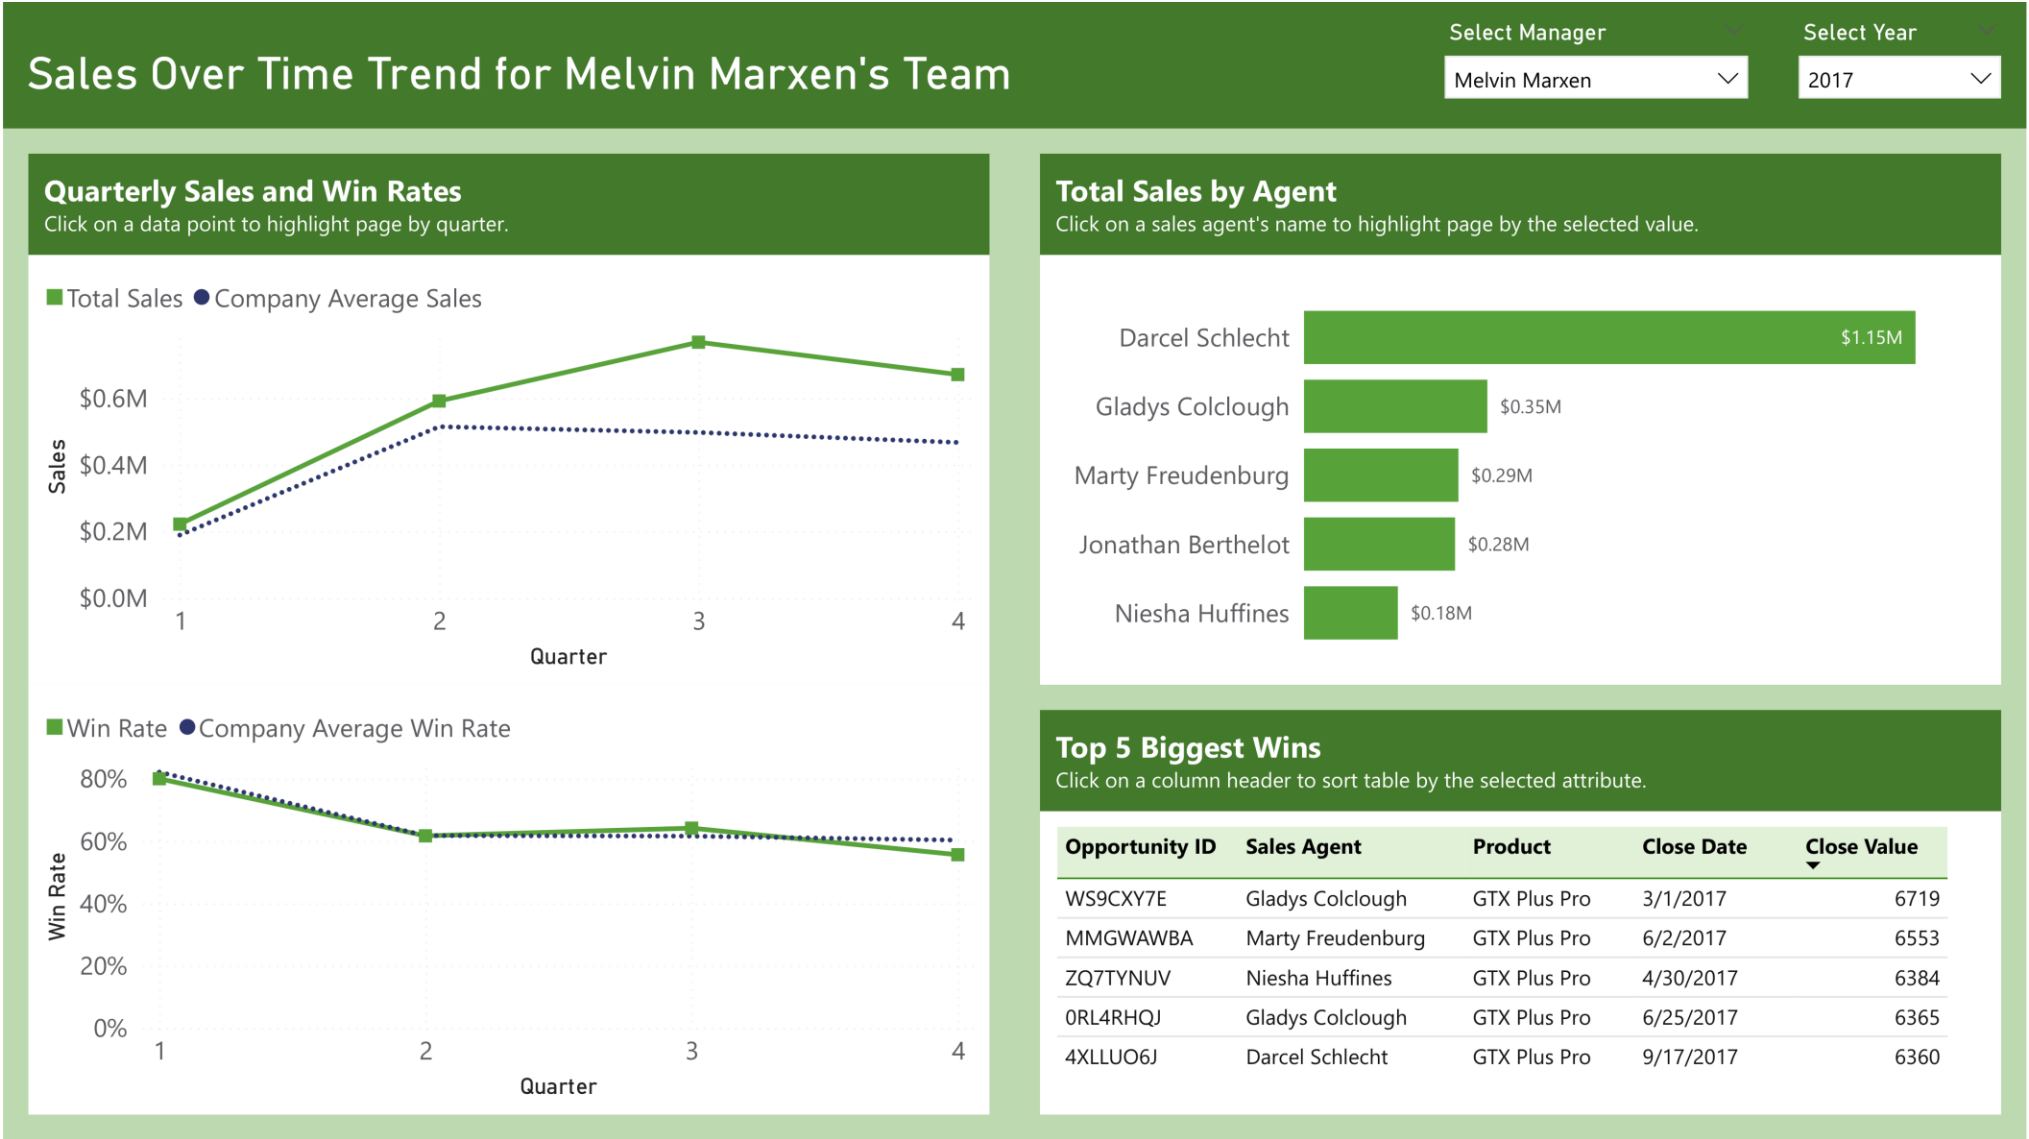 Sales Over Time Trend for Melvin Marxen's Team
Select Manager
Melvin Marxen
Select Year
2017
Quarterly Sales and Win Rates
Click on a data point to highlight page by quarter.
Total Sales Company Average Sales
Sales
$0.6M
$0.4M
$0.2M
$0.0M
1 2 3 4
Quarter
Win Rate Company Average Win Rate
Win Rate
80%
60%
40%
20%
0%
1 2 3 4
Quarter
Total Sales by Agent
Click on a sales agent's name to highlight page by the selected value.
Darcel Schlecht $1.15M
Gladys Colclough $0.35M
Marty Freudenburg $0.29M
Jonathan Berthelot $0.28M
Niesha Huffines $0.18M
Top 5 Biggest Wins
Click on a column header to sort table by the selected attribute.
Opportunity ID Sales Agent Product Close Date Close Value
WS9CXY7E Gladys Colclough GTX Plus Pro 3/1/2017 6719
MMGWAWBA Marty Freudenburg GTX Plus Pro 6/2/2017 6553
ZQ7TYNUV Niesha Huffines GTX Plus Pro 4/30/2017 6384
0RL4RHQJ Gladys Colclough GTX Plus Pro 6/25/2017 6365
4XLLUO6J Darcel Schlecht GTX Plus Pro 9/17/2017 6360